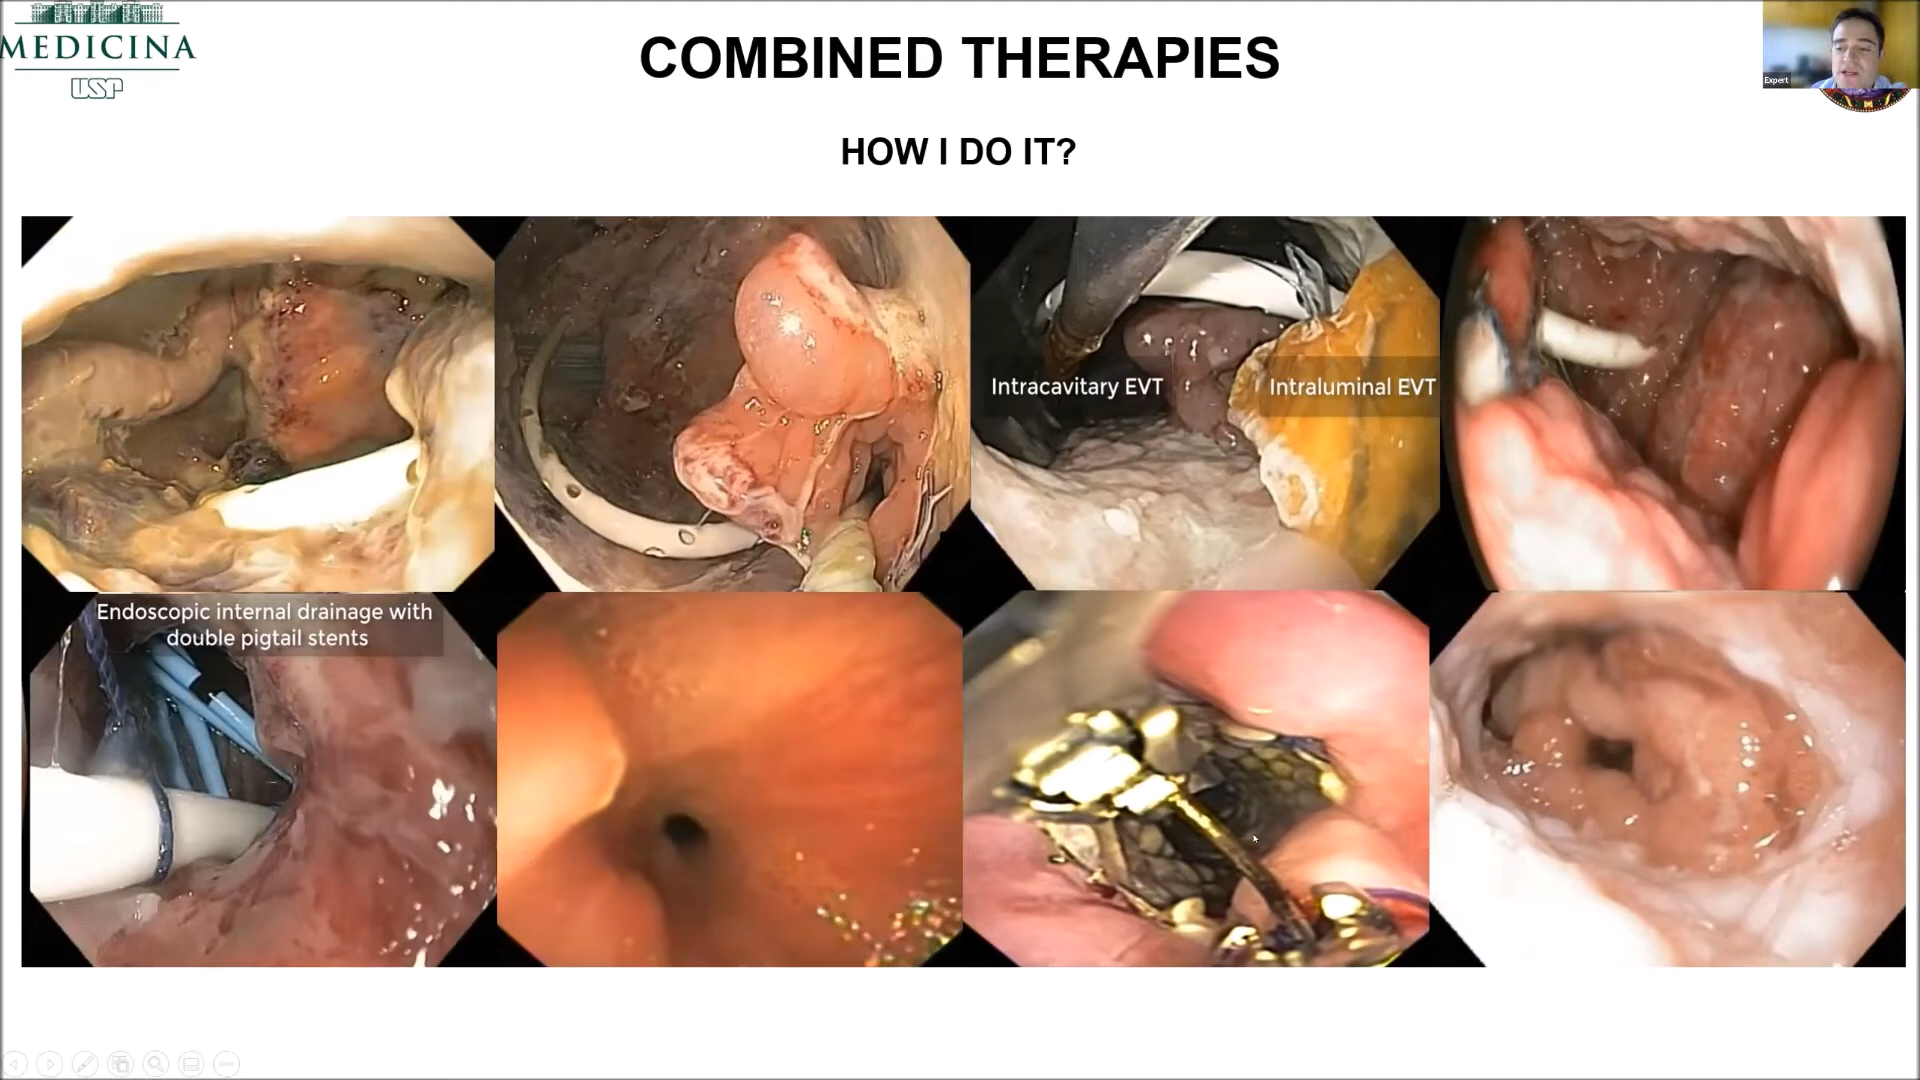 MEDICINA
USP
COMBINED THERAPIES
Expert
HOW I DO IT?
Intracavitary EVT
Intraluminal EVT
Endoscopic internal drainage with
double pigtail stents